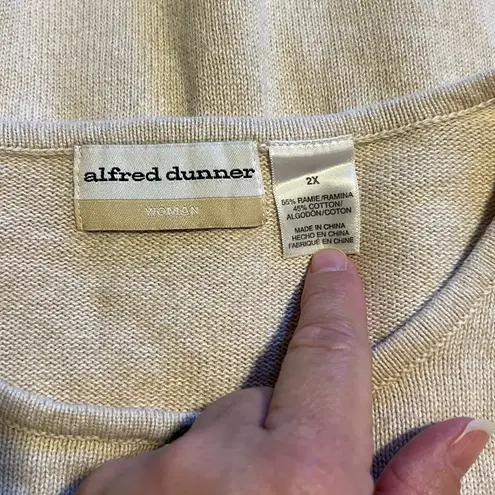 alfred dunner
WOMAN
2X
55% RAMIE/RAMINA
45% COTTON/
ALGODÓN/COTON
MADE IN CHINA
HECHO EN CHINA
FABRIQUÉ EN CHINE